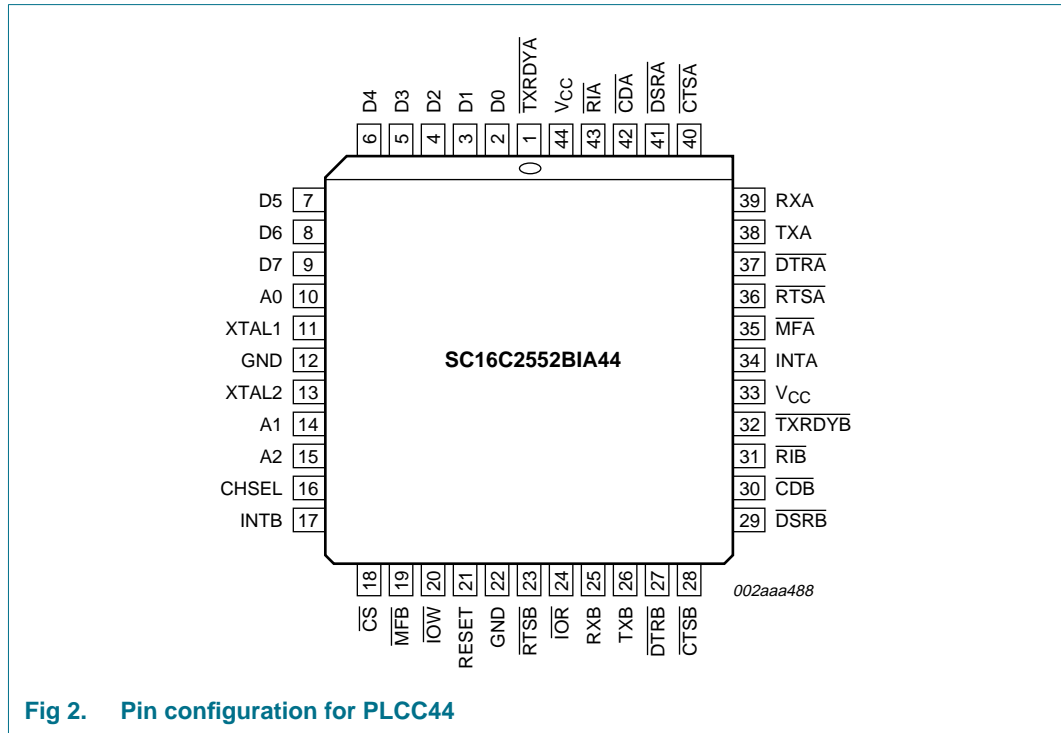 D4
D3
D2
D1
D0
TXRDYA
VCC
RIA
CDA
DSRA
CTSA
6
5
4
3
2
1
44
43
42
41
40
D5 7
D6 8
D7 9
A0 10
XTAL1 11
GND 12
XTAL2 13
A1 14
A2 15
CHSEL 16
INTB 17
SC16C2552BIA44
39 RXA
38 TXA
37 DTRA
36 RTSA
35 MFA
34 INTA
33 VCC
32 TXRDYB
31 RIB
30 CDB
29 DSRB
18
19
20
21
22
23
24
25
26
27
28
CS
MFB
IOW
RESET
GND
RTSB
IOR
RXB
TXB
DTRB
CTSB
002aaa488
Fig 2. Pin configuration for PLCC44